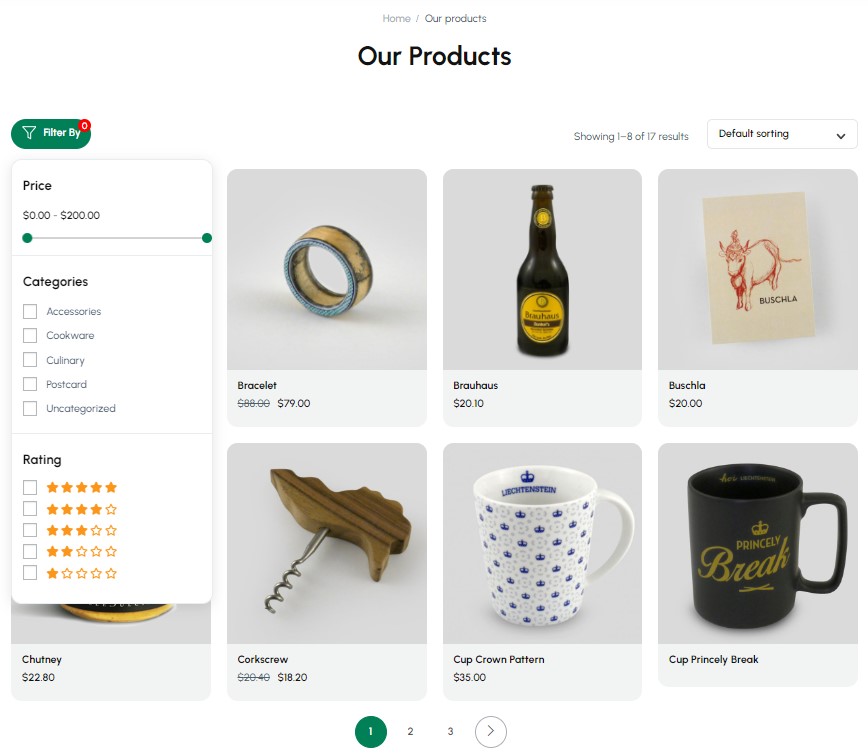 Home / Our products
Our Products
Filter By
0
Showing 1–8 of 17 results
Default sorting
Price
$0.00 - $200.00
Categories
Accessories
Cookware
Culinary
Postcard
Uncategorized
Rating
Brauhaus
BUSCHLA
Bracelet
$88.00 $79.00
Brauhaus
$20.10
Buschla
$20.00
LIECHTENSTEIN
hoi LIECHTENSTEIN
PRINCELY
Break
Chutney
$22.80
Corkscrew
$20.40 $18.20
Cup Crown Pattern
$35.00
Cup Princely Break
1 2 3